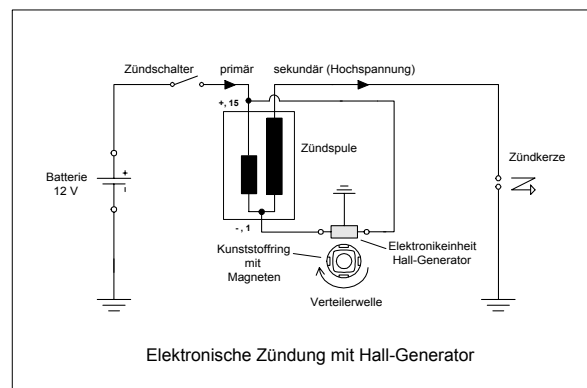 Zündschalter
primär
sekundär (Hochspannung)
+, 15
Zündspule
Batterie
12 V
+
-
Zündkerze
-, 1
Kunststoffring
mit
Magneten
Elektronikeinheit
Hall-Generator
Verteilerwelle
Elektronische Zündung mit Hall-Generator